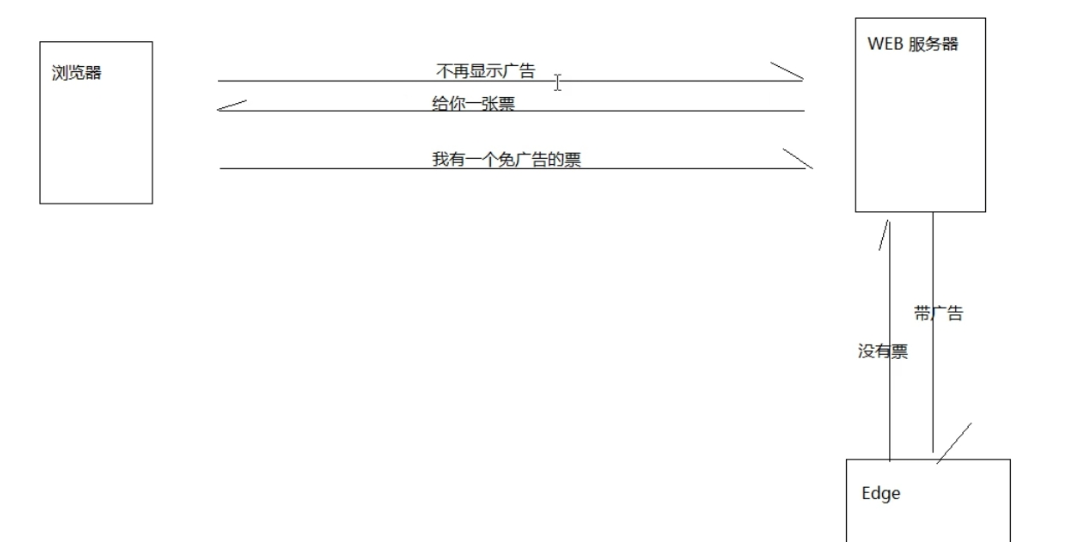 浏览器
WEB 服务器
不再显示广告
给你一张票
我有一个免广告的票
带广告
没有票
Edge